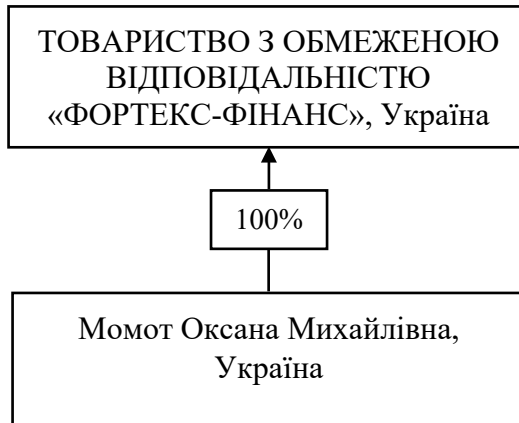 ТОВАРИСТВО З ОБМЕЖЕНОЮ
ВІДПОВІДАЛЬНІСТЮ
«ФОРТЕКС-ФІНАНС», Україна
100%
Момот Оксана Михайлівна,
Україна